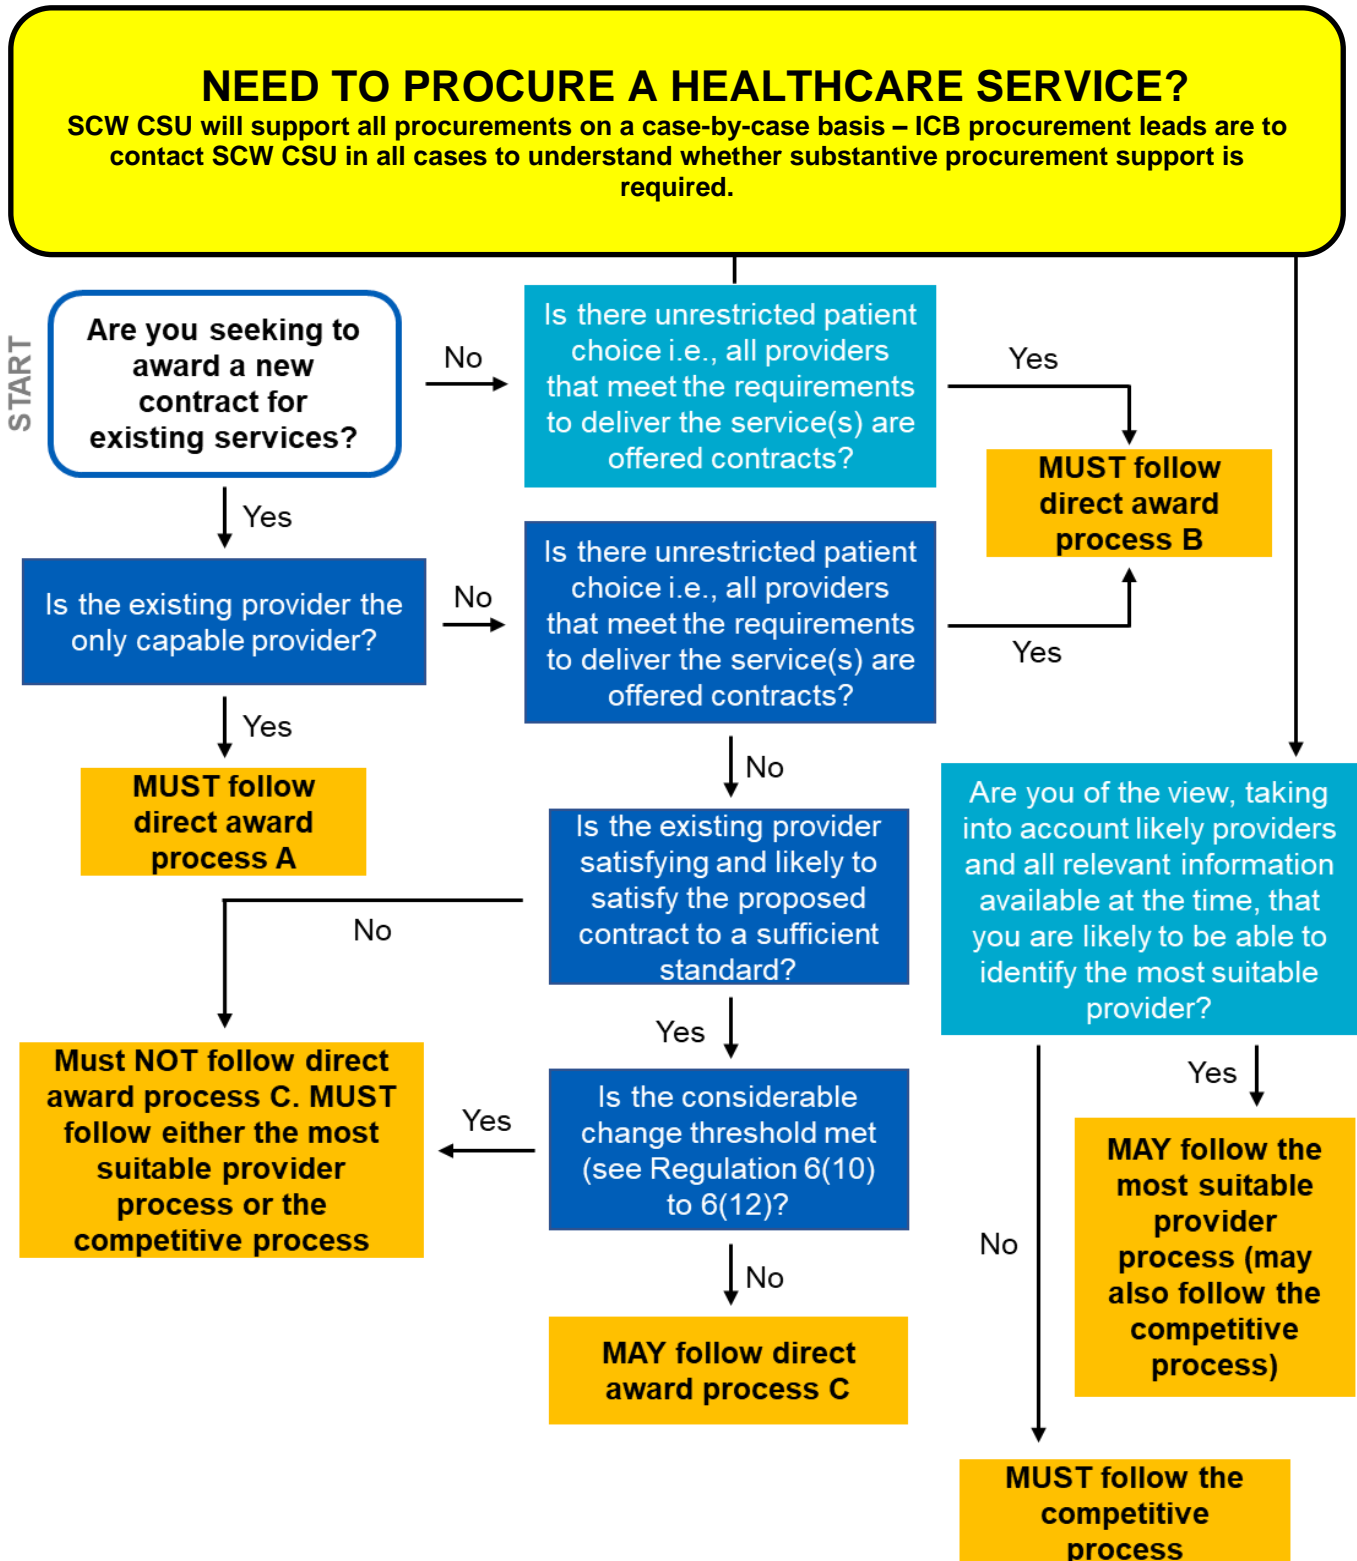 NEED TO PROCURE A HEALTHCARE SERVICE?
SCW CSU will support all procurements on a case-by-case basis – ICB procurement leads are to
contact SCW CSU in all cases to understand whether substantive procurement support is
required.
START
Are you seeking to
award a new
contract for
existing services?
No
Is there unrestricted patient
choice i.e., all providers
that meet the requirements
to deliver the service(s) are
offered contracts?
Yes
MUST follow
direct award
process B
Yes
Is the existing provider the
only capable provider?
No
Is there unrestricted patient
choice i.e., all providers
that meet the requirements
to deliver the service(s) are
offered contracts?
Yes
Yes
MUST follow
direct award
process A
No
Is the existing provider
satisfying and likely to
satisfy the proposed
contract to a sufficient
standard?
No
Are you of the view, taking
into account likely providers
and all relevant information
available at the time, that
you are likely to be able to
identify the most suitable
provider?
Yes
Must NOT follow direct
award process C. MUST
follow either the most
suitable provider
process or the
competitive process
Yes
Is the considerable
change threshold met
(see Regulation 6(10)
to 6(12)?
No
MAY follow direct
award process C
Yes
MAY follow the
most suitable
provider
process (may
also follow the
competitive
process)
No
MUST follow the
competitive
process